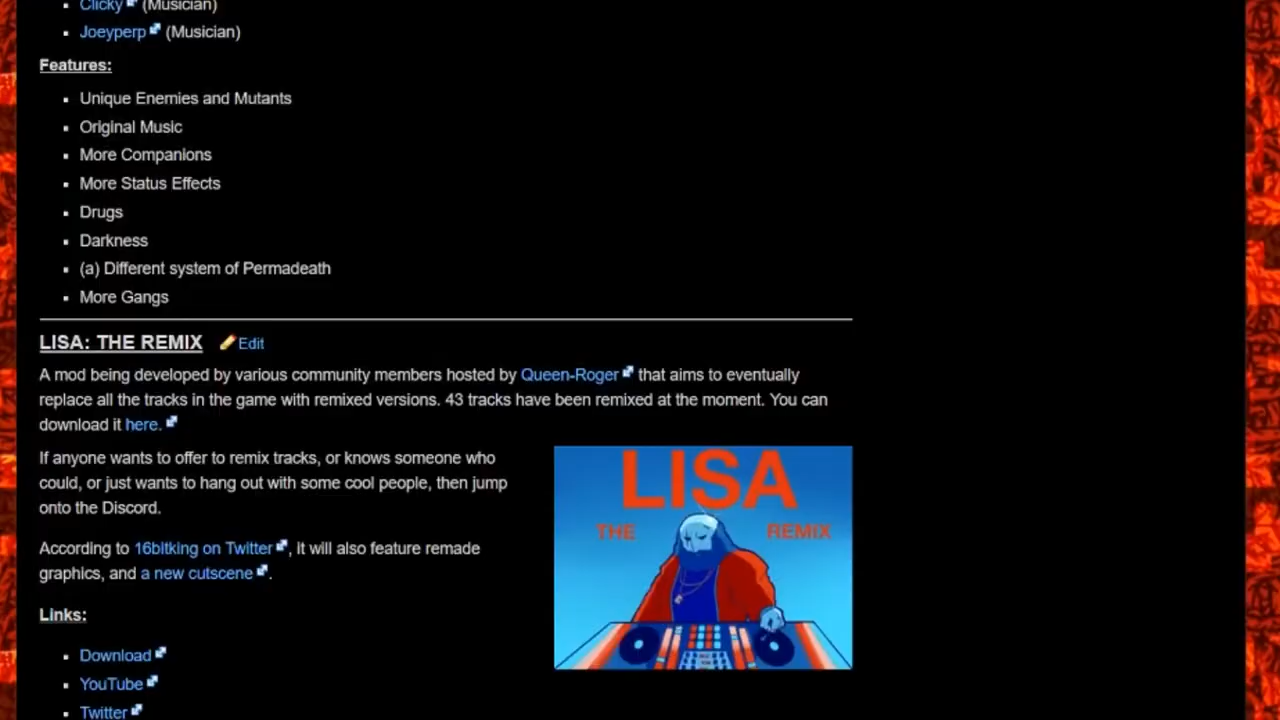 Clicky (Musician)
Joeyperp (Musician)
Features:
Unique Enemies and Mutants
Original Music
More Companions
More Status Effects
Drugs
Darkness
(a) Different system of Permadeath
More Gangs
LISA: THE REMIX Edit
A mod being developed by various community members hosted by Queen-Roger that aims to eventually
replace all the tracks in the game with remixed versions. 43 tracks have been remixed at the moment. You can
download it here.
If anyone wants to offer to remix tracks, or knows someone who
could, or just wants to hang out with some cool people, then jump
onto the Discord.
According to 16bitking on Twitter, it will also feature remade
graphics, and a new cutscene.
Links:
Download
YouTube
Twitter
LISA
THE REMIX